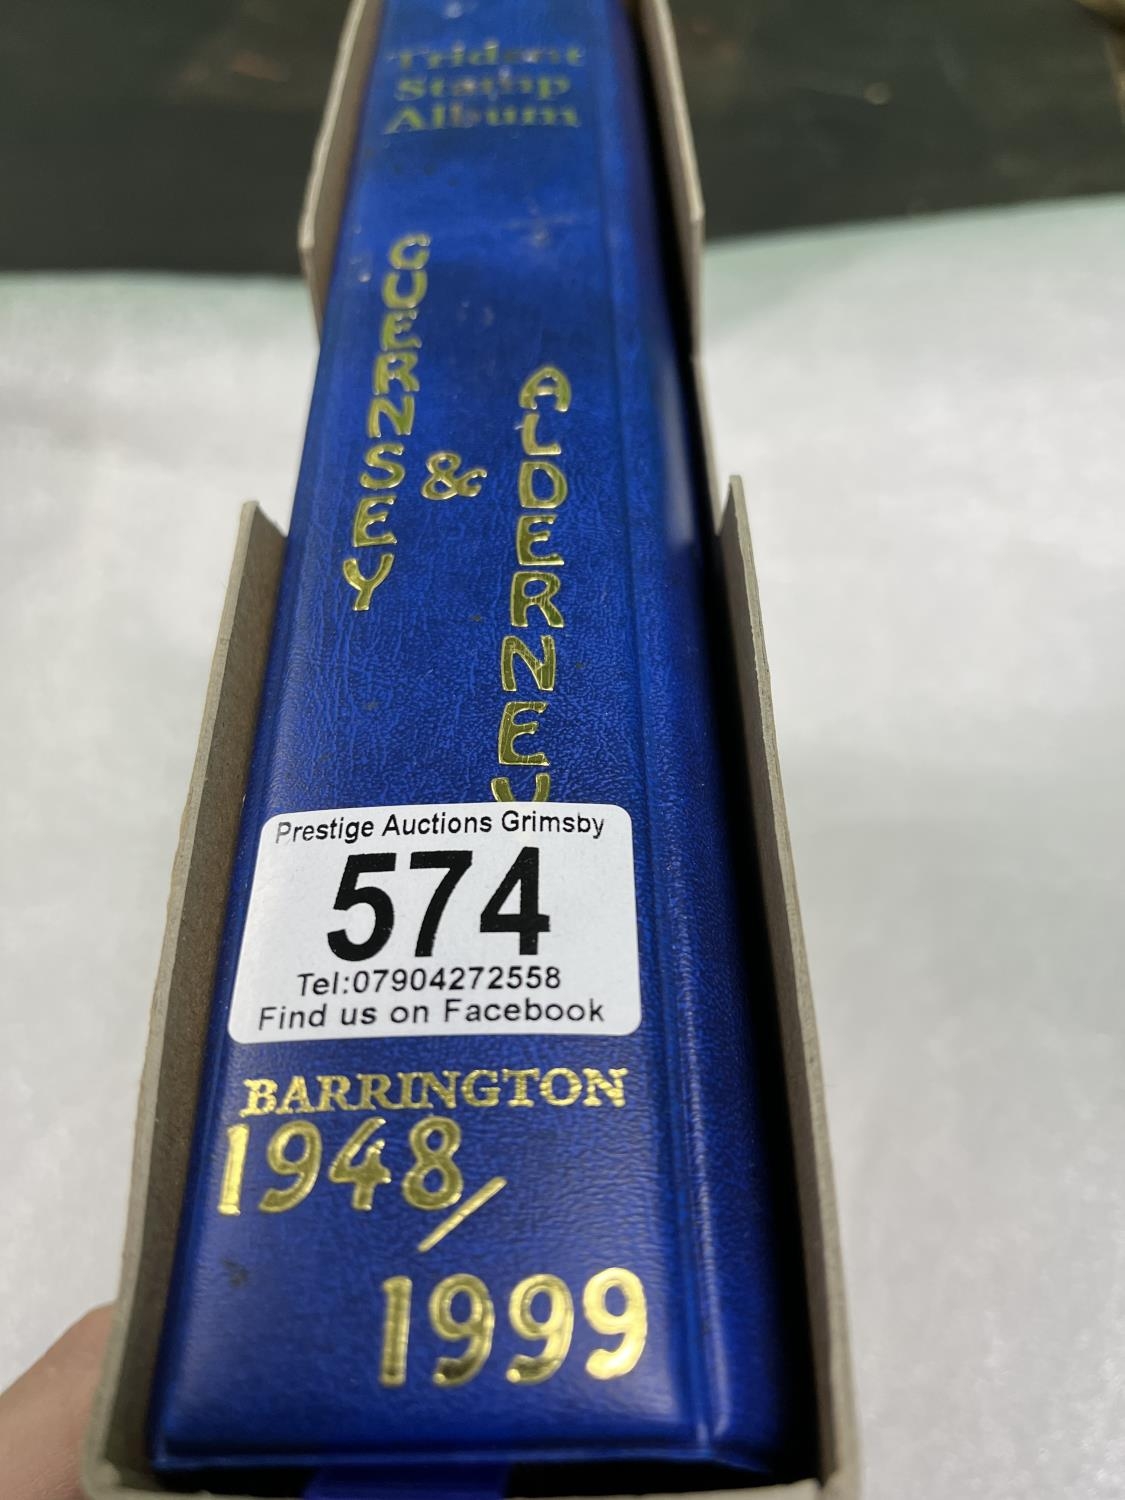 Trident
Stamp
Album
GUERNSEY
&
ALDERNEY
Prestige Auctions Grimsby
574
Tel:07904272558
Find us on Facebook
BARRINGTON
1948/
1999